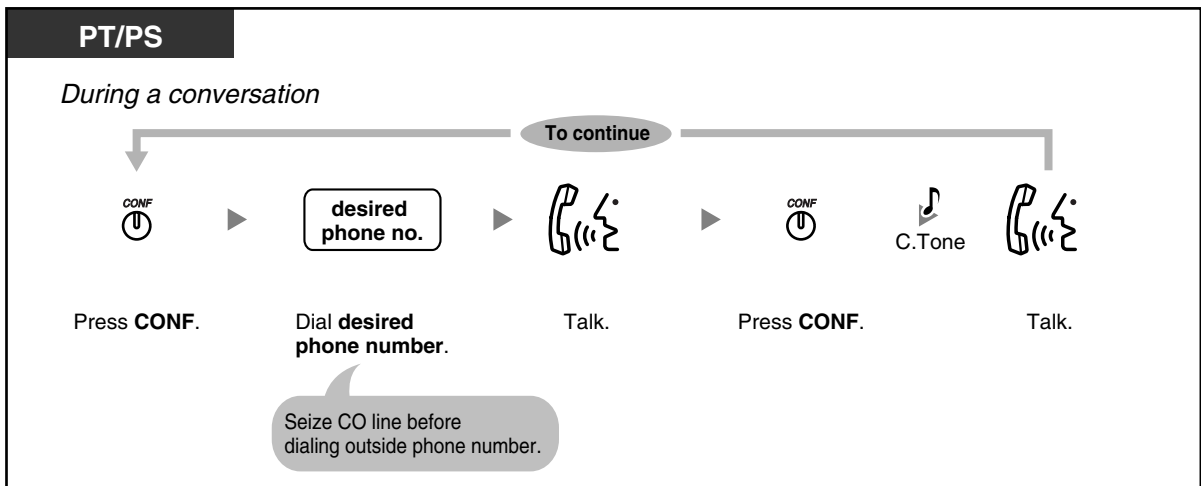 PT/PS
During a conversation
To continue
CONF
desired
phone no.
CONF
C.Tone
Press CONF.
Dial desired
phone number.
Talk.
Press CONF.
Talk.
Seize CO line before
dialing outside phone number.